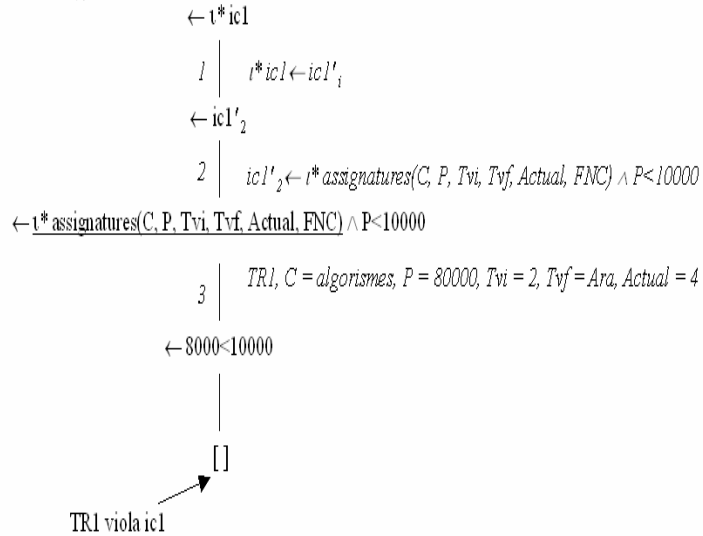 ← ι* ic1
1 ι* ic1 ← ic1'i
← ic1'2
2 ic1'2 ← ι* assignatures(C, P, Tvi, Tvf, Actual, FNC) ∧ P<10000
← ι* assignatures(C, P, Tvi, Tvf, Actual, FNC) ∧ P<10000
3 TR1, C = algorismes, P = 80000, Tvi = 2, Tvf = Ara, Actual = 4
← 8000<10000
[ ]
TR1 viola ic1